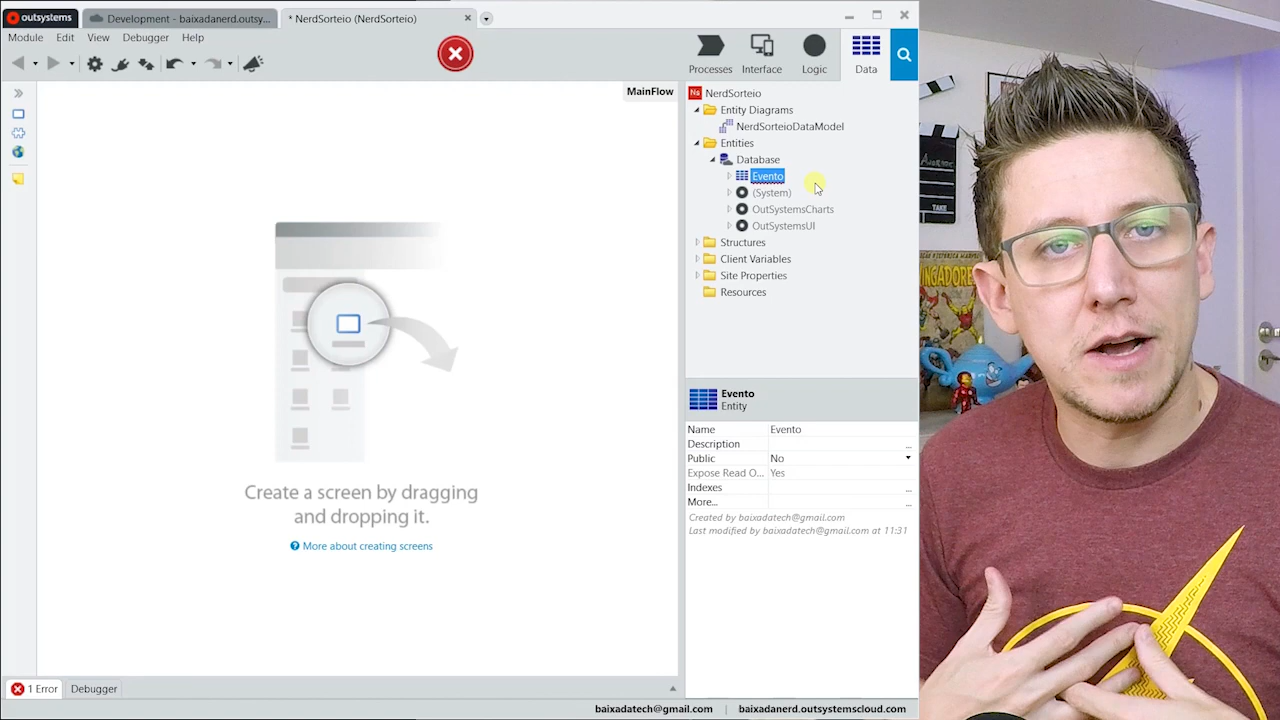 outsystems
Development - baixadanerd.outsy...
* NerdSorteio (NerdSorteio)
Module Edit View Debugger Help
Processes Interface Logic Data
MainFlow
Ns NerdSorteio
Entity Diagrams
NerdSorteioDataModel
Entities
Database
Evento
(System)
OutSystemsCharts
OutSystemsUI
Structures
Client Variables
Site Properties
Resources
Create a screen by dragging
and dropping it.
More about creating screens
Evento
Entity
Name Evento
Description ...
Public No
Expose Read O... Yes
Indexes ...
More... ...
Created by baixadatech@gmail.com
Last modified by baixadatech@gmail.com at 11:31
1 Error Debugger
baixadatech@gmail.com baixadanerd.outsystemscloud.com
TAKE
INGADORE